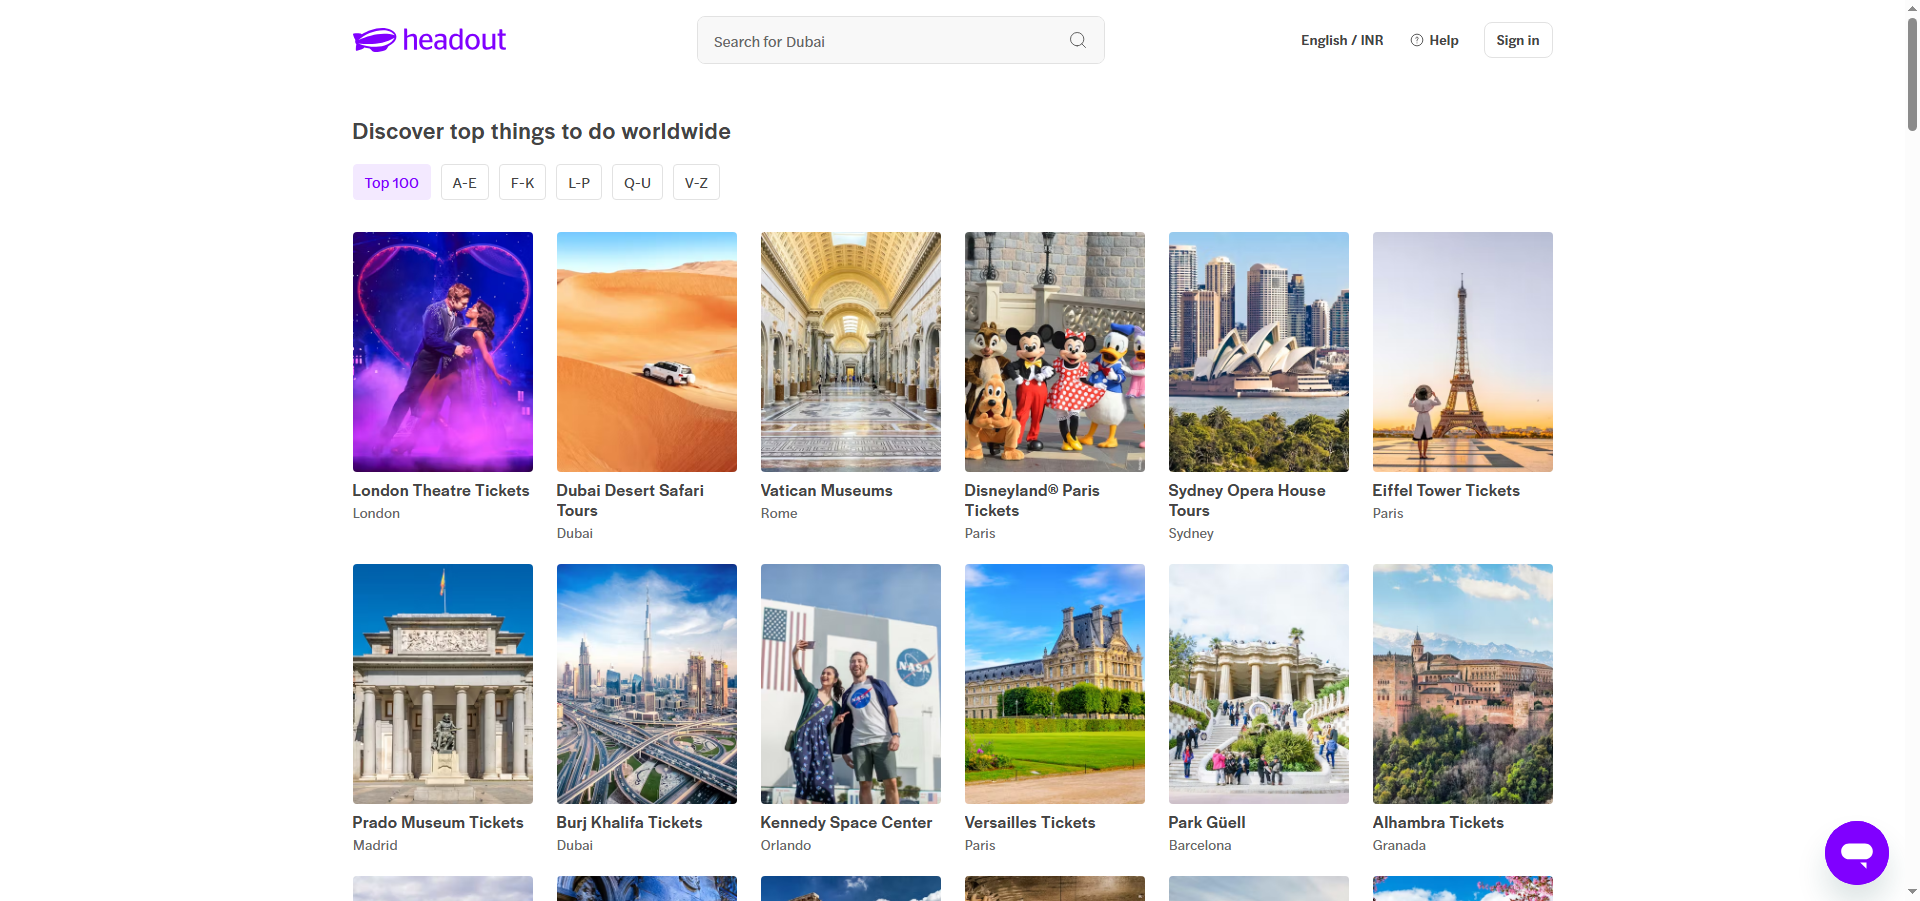 headout
Search for Dubai
English / INR
Help
Sign in
Discover top things to do worldwide
Top 100
A-E
F-K
L-P
Q-U
V-Z
London Theatre Tickets
London
Dubai Desert Safari
Tours
Dubai
Vatican Museums
Rome
Disneyland® Paris
Tickets
Paris
Sydney Opera House
Tours
Sydney
Eiffel Tower Tickets
Paris
NASA
Prado Museum Tickets
Madrid
Burj Khalifa Tickets
Dubai
Kennedy Space Center
Orlando
Versailles Tickets
Paris
Park Güell
Barcelona
Alhambra Tickets
Granada